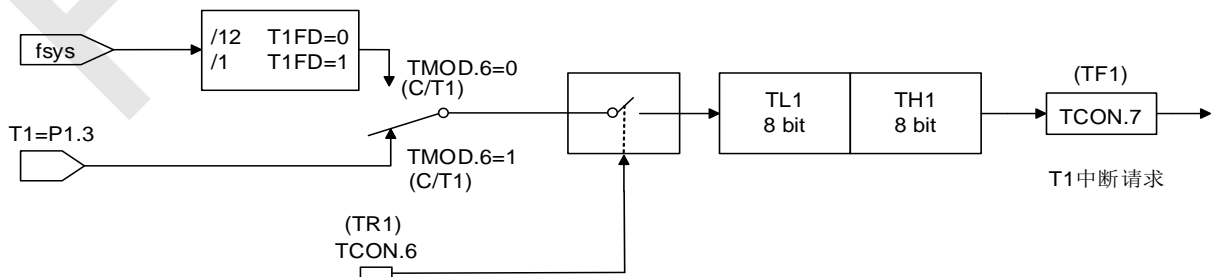 fsys
/12 T1FD=0
/1 T1FD=1
TMOD.6=0
(C/T1)
T1=P1.3
TMOD.6=1
(C/T1)
(TR1)
TCON.6
TL1
8 bit
TH1
8 bit
(TF1)
TCON.7
T1中断请求